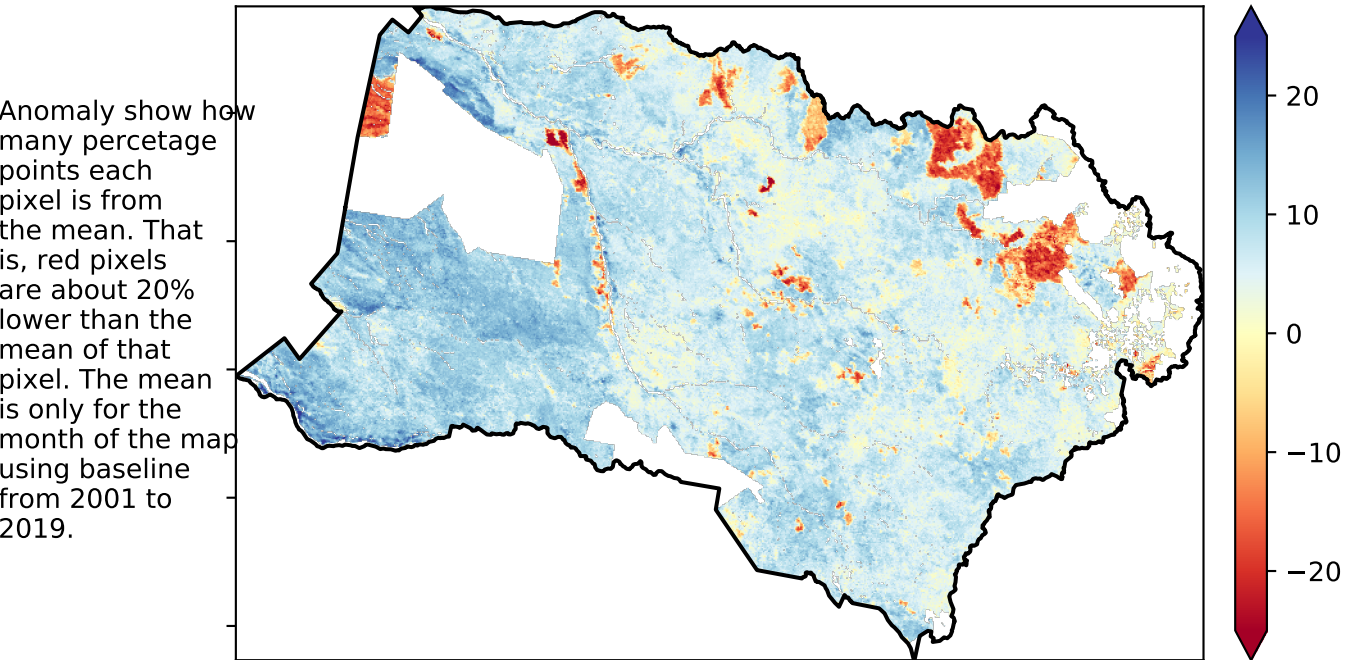 Anomaly show how
many percetage
points each
pixel is from
the mean. That
is, red pixels
are about 20%
lower than the
mean of that
pixel. The mean
is only for the
month of the map
using baseline
from 2001 to
2019.
20
10
0
−10
−20